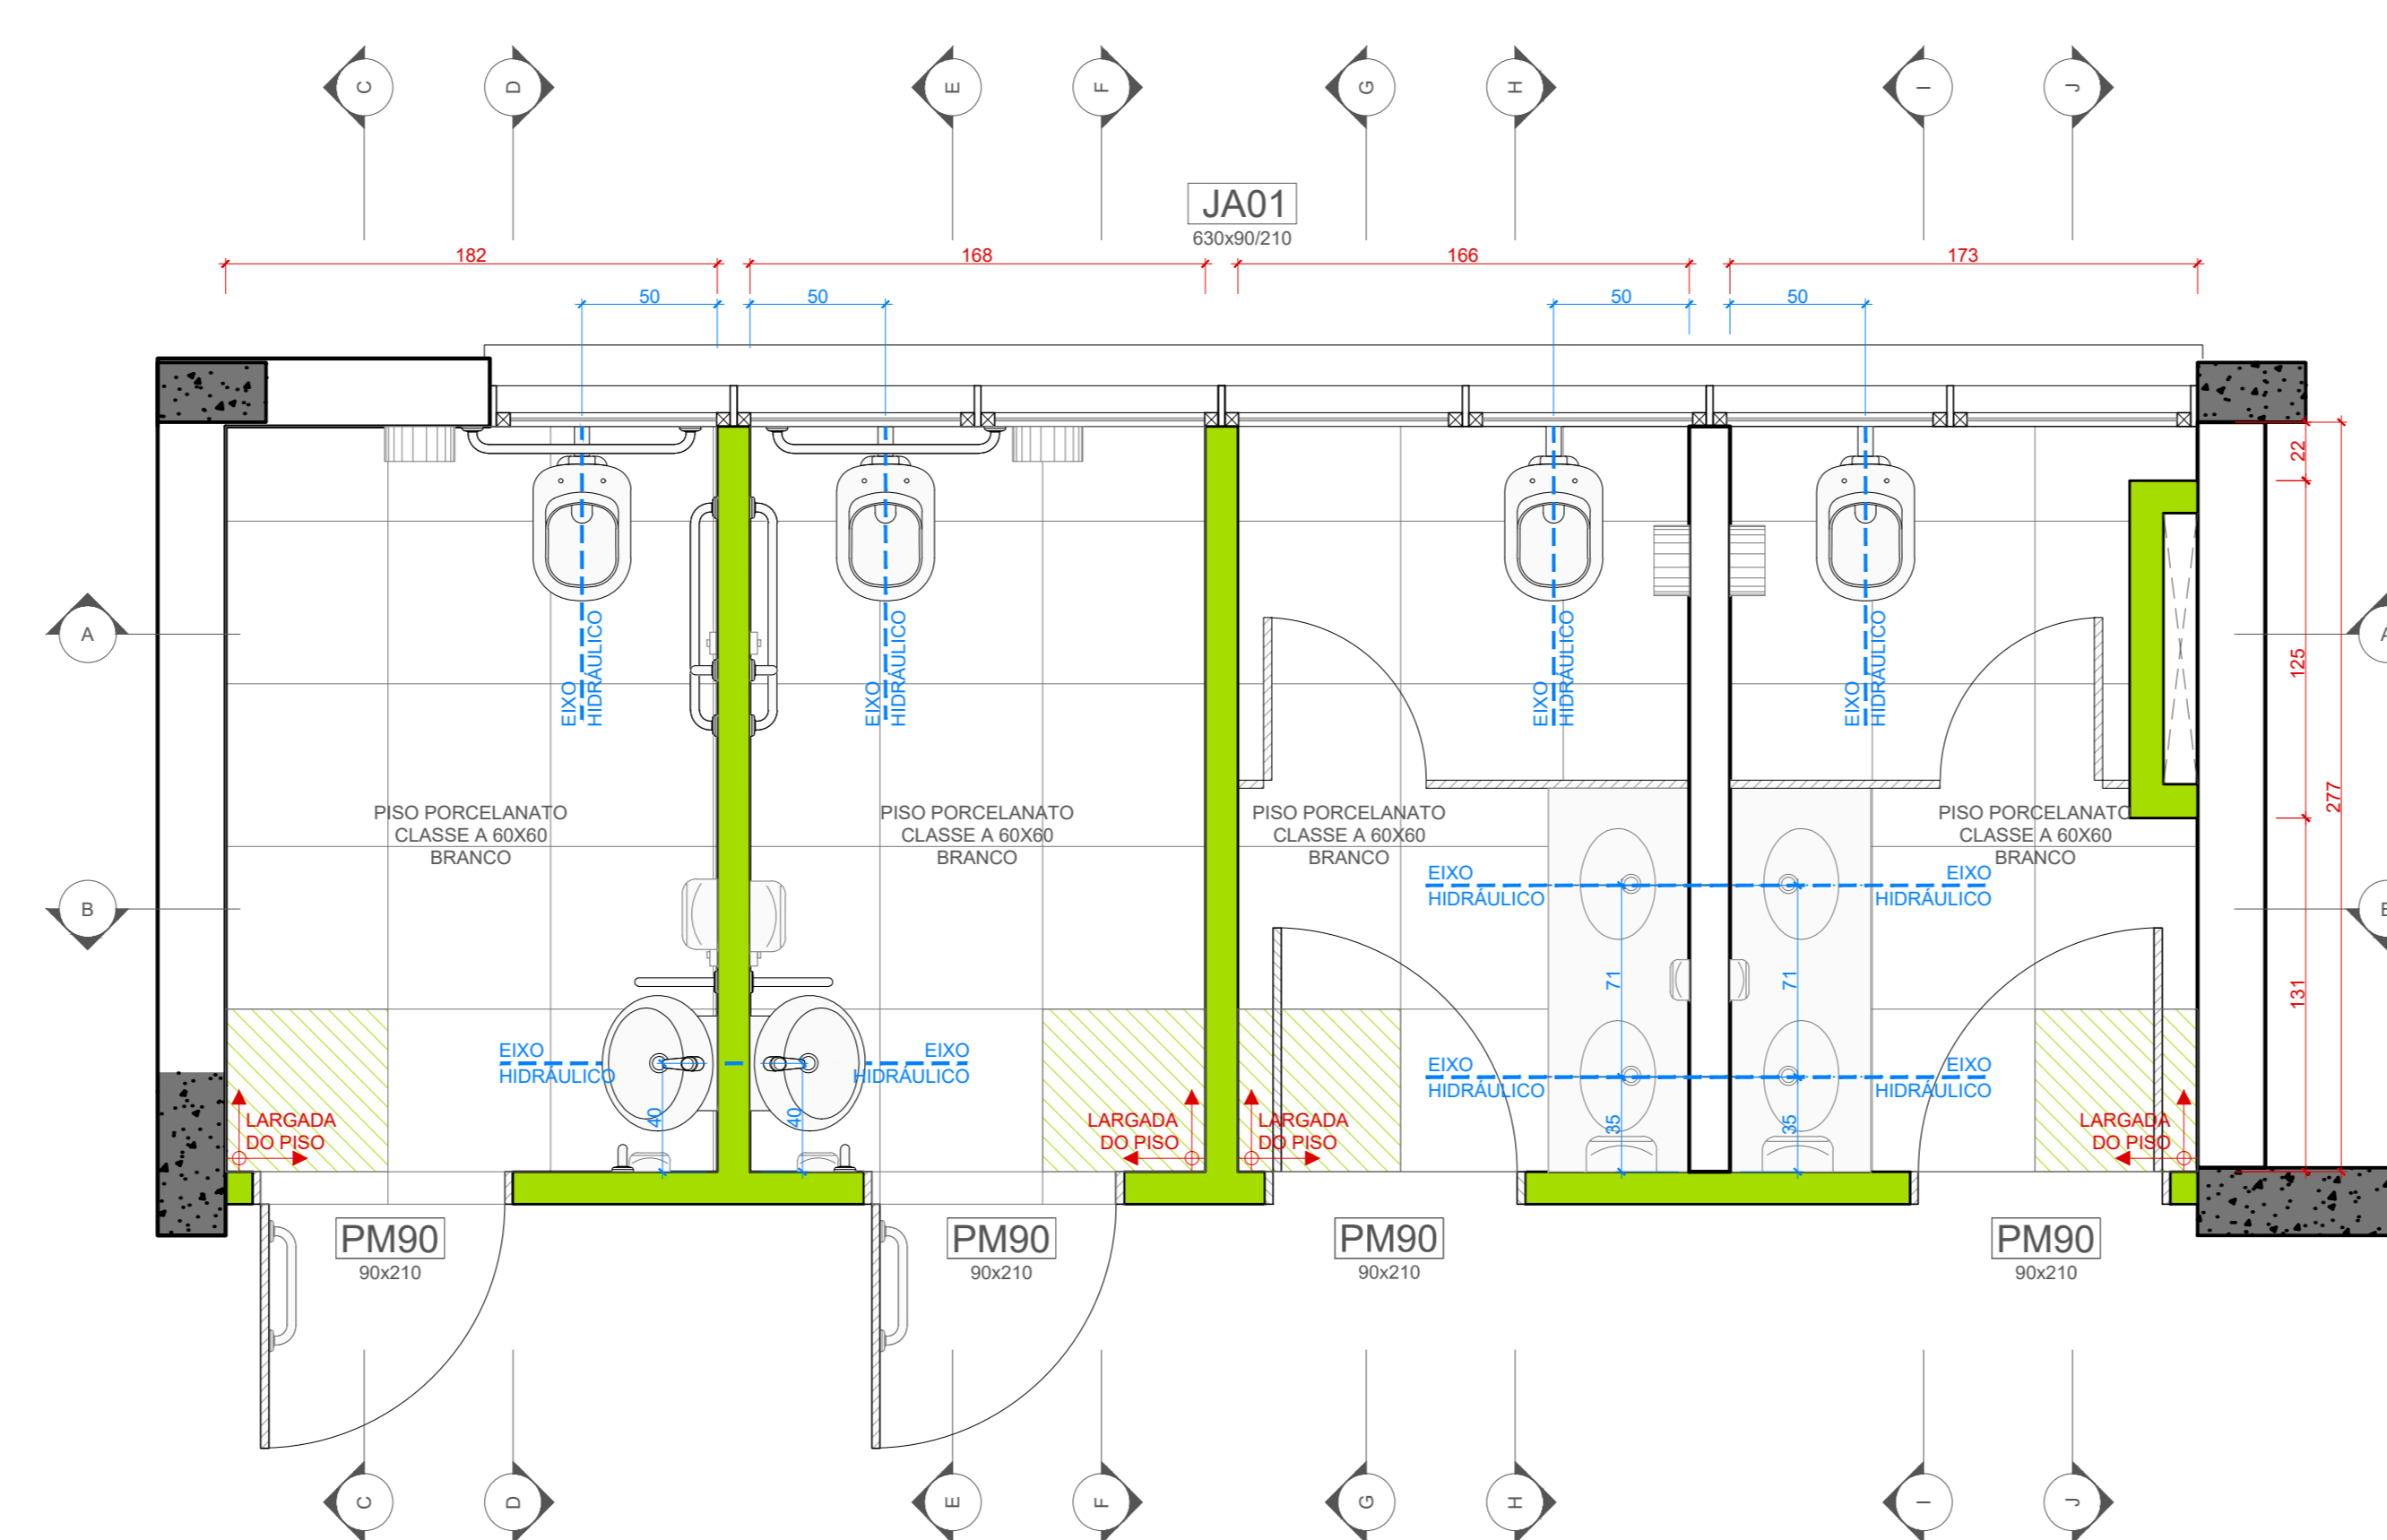 C D E F G H I J
JA01
630x90/210
182 168 166 173
50 50 50 50
22
A
EIXO
HIDRÁULICO
EIXO
HIDRÁULICO
EIXO
HIDRÁULICO
EIXO
HIDRÁULICO
125
277
A
PISO PORCELANATO
CLASSE A 60X60
BRANCO
PISO PORCELANATO
CLASSE A 60X60
BRANCO
PISO PORCELANATO
CLASSE A 60X60
BRANCO
PISO PORCELANATO
CLASSE A 60X60
BRANCO
B
EIXO
HIDRÁULICO
EIXO
HIDRÁULICO
71 71
131
EIXO
HIDRÁULICO
EIXO
HIDRÁULICO
EIXO
HIDRÁULICO
EIXO
HIDRÁULICO
40 40
35 35
LARGADA
DO PISO
LARGADA
DO PISO
LARGADA
DO PISO
LARGADA
DO PISO
PM90
90x210
PM90
90x210
PM90
90x210
PM90
90x210
C D E F G H I J